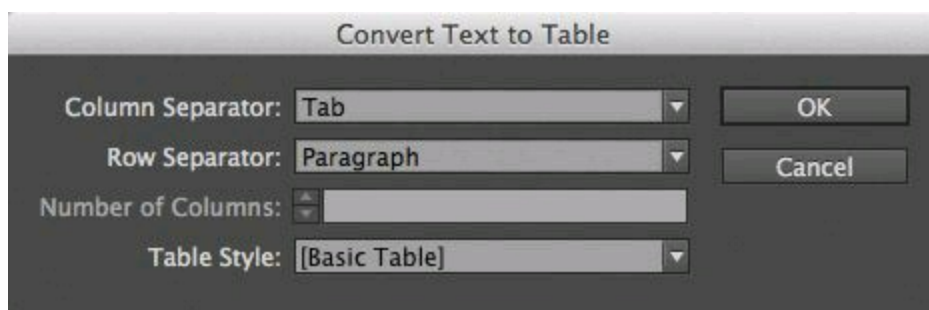 Convert Text to Table
Column Separator: Tab
OK
Row Separator: Paragraph
Cancel
Number of Columns:
Table Style: [Basic Table]